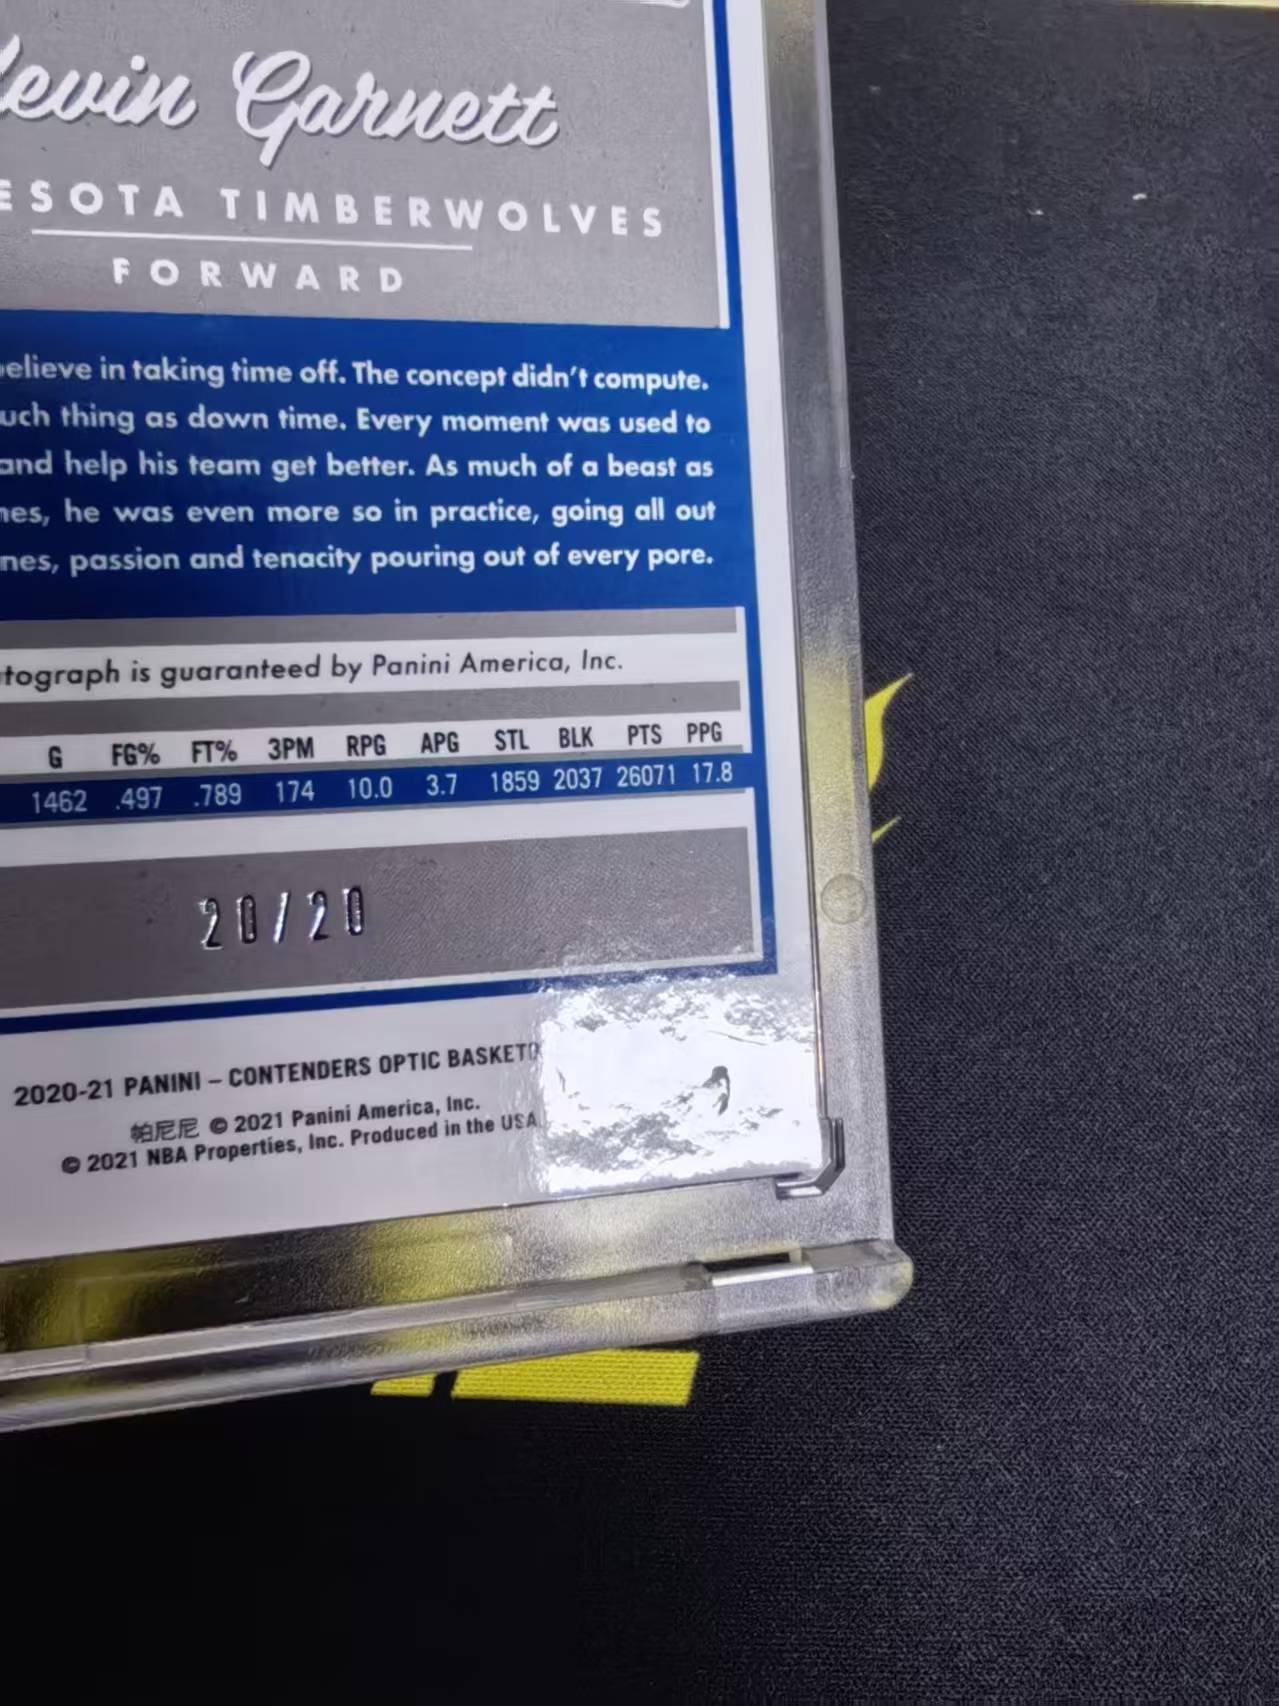 Kevin Garnett
ESOTA TIMBERWOLVES
FORWARD
believe in taking time off. The concept didn't compute.
uch thing as down time. Every moment was used to
and help his team get better. As much of a beast as
nes, he was even more so in practice, going all out
nes, passion and tenacity pouring out of every pore.
tograph is guaranteed by Panini America, Inc.
G FG% FT% 3PM RPG APG STL BLK PTS PPG
1462 .497 .789 174 10.0 3.7 1859 2037 26071 17.8
20/20
2020-21 PANINI – CONTENDERS OPTIC BASKET
帕尼尼 © 2021 Panini America, Inc.
© 2021 NBA Properties, Inc. Produced in the USA